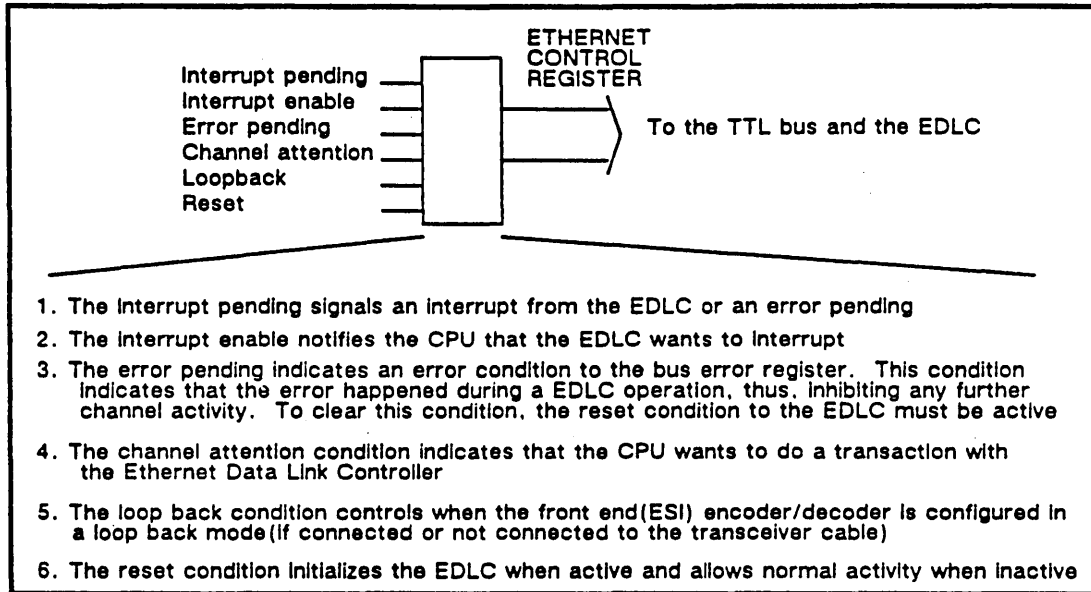 ETHERNET
CONTROL
REGISTER
Interrupt pending
Interrupt enable
Error pending
Channel attention
Loopback
Reset
To the TTL bus and the EDLC
1. The interrupt pending signals an interrupt from the EDLC or an error pending
2. The interrupt enable notifies the CPU that the EDLC wants to interrupt
3. The error pending indicates an error condition to the bus error register. This condition
indicates that the error happened during a EDLC operation, thus, inhibiting any further
channel activity. To clear this condition, the reset condition to the EDLC must be active
4. The channel attention condition indicates that the CPU wants to do a transaction with
the Ethernet Data Link Controller
5. The loop back condition controls when the front end(ESI) encoder/decoder is configured in
a loop back mode(if connected or not connected to the transceiver cable)
6. The reset condition initializes the EDLC when active and allows normal activity when inactive